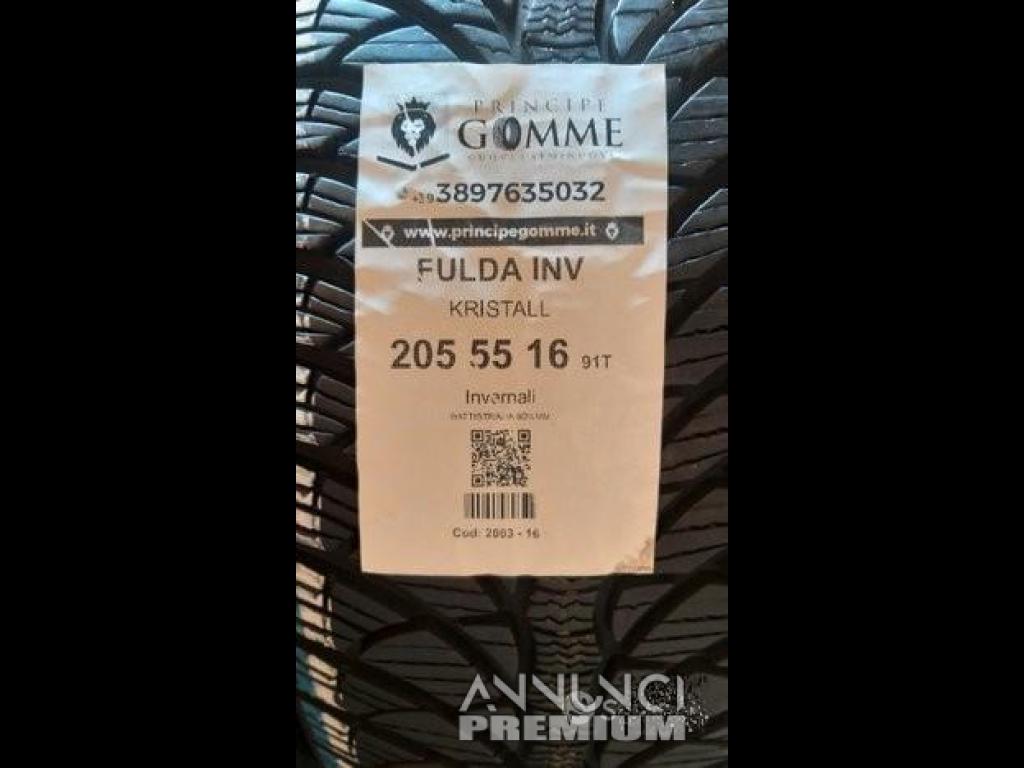 PRINCIPE
GOMME
+39 3897635032
www.principegomme.it
FULDA INV
KRISTALL
205 55 16 91T
Invernali
Cod: 2003 - 16
ANNUNCI
PREMIUM